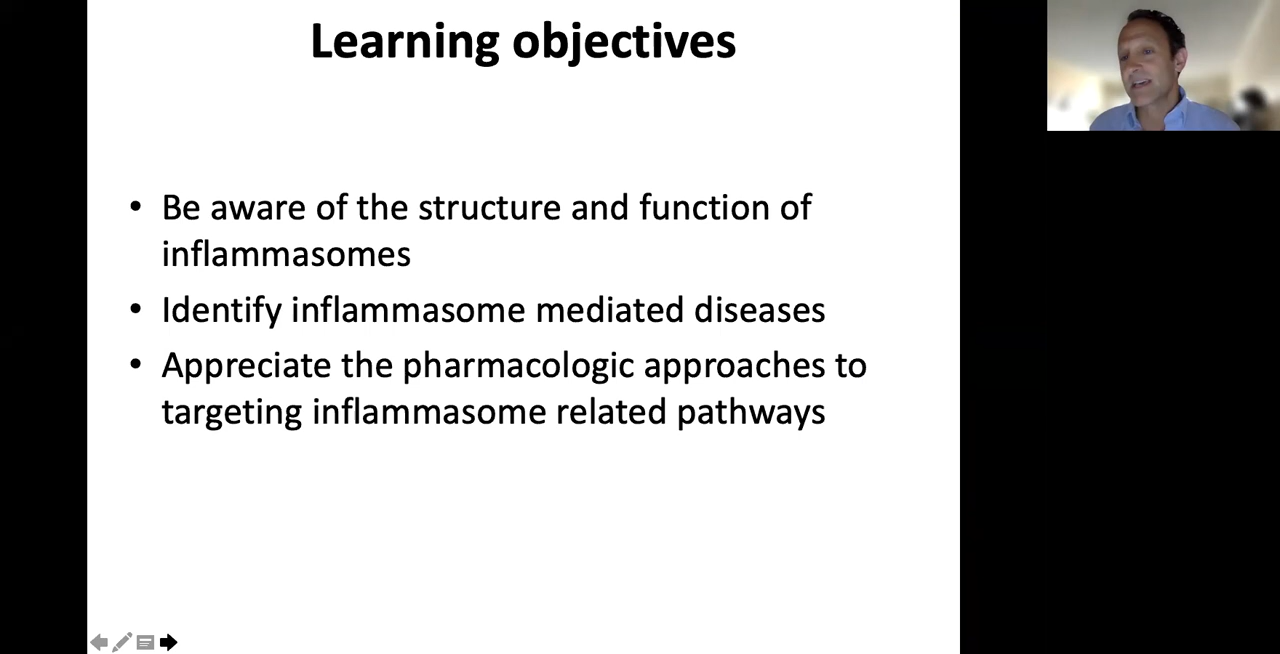 Learning objectives
• Be aware of the structure and function of
inflammasomes
• Identify inflammasome mediated diseases
• Appreciate the pharmacologic approaches to
targeting inflammasome related pathways